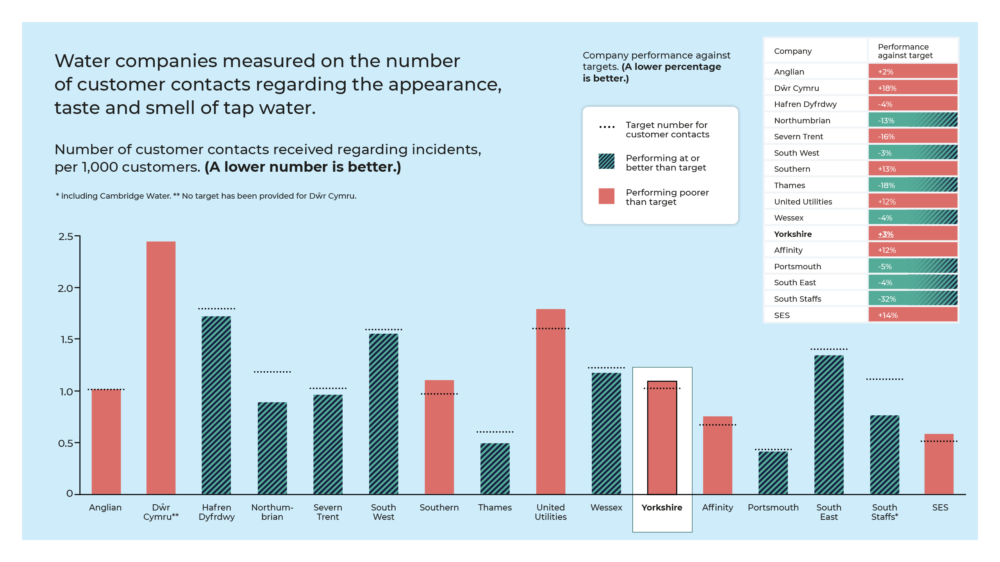 Water companies measured on the number
of customer contacts regarding the appearance,
taste and smell of tap water.
Number of customer contacts received regarding incidents,
per 1,000 customers. (A lower number is better.)
* including Cambridge Water. ** No target has been provided for Dŵr Cymru.
Company performance against
targets. (A lower percentage
is better.)
Target number for
customer contacts
Performing at or
better than target
Performing poorer
than target
Company Performance
against target
Anglian +2%
Dŵr Cymru +18%
Hafren Dyfrdwy -4%
Northumbrian -13%
Severn Trent -16%
South West -3%
Southern +13%
Thames -18%
United Utilities +12%
Wessex -4%
Yorkshire +3%
Affinity +12%
Portsmouth -5%
South East -4%
South Staffs -32%
SES +14%
2.5
2.0
1.5
1.0
0.5
0
Anglian
Dŵr
Cymru**
Hafren
Dyfrdwy
Northum-
brian
Severn
Trent
South
West
Southern
Thames
United
Utilities
Wessex
Yorkshire
Affinity
Portsmouth
South
East
South
Staffs*
SES